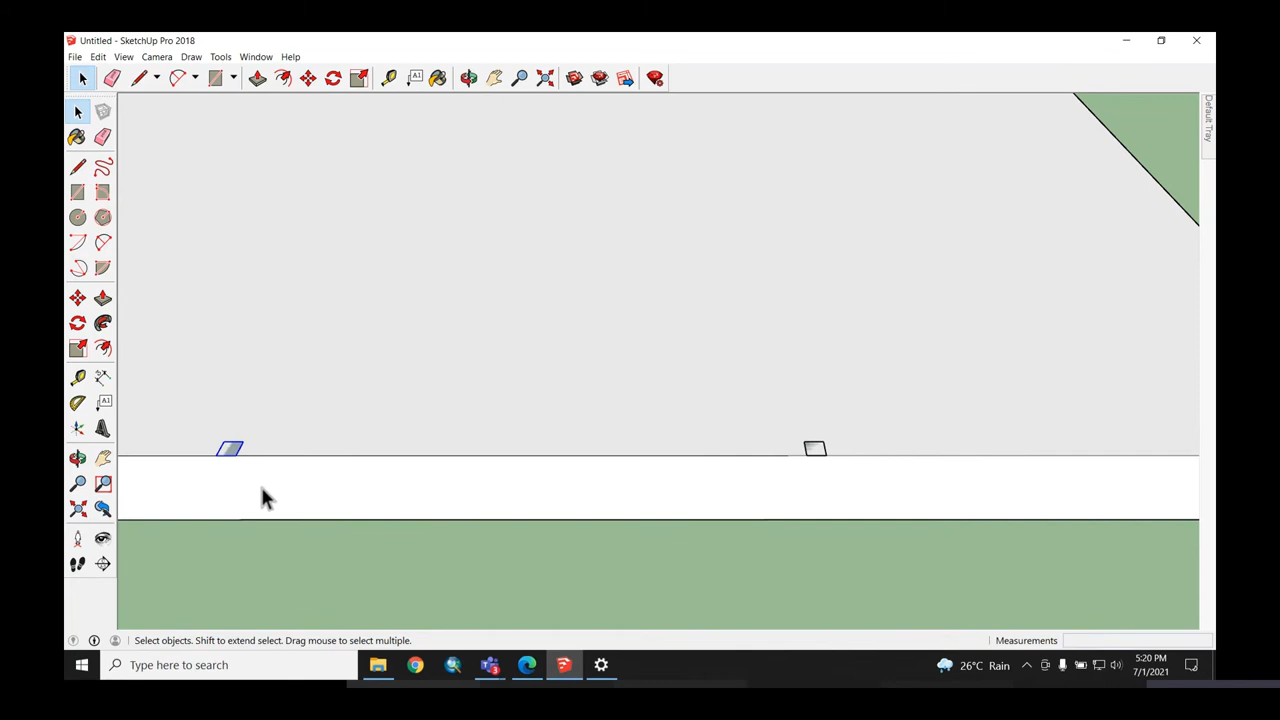 Untitled - SketchUp Pro 2018
File Edit View Camera Draw Tools Window Help
A1
Default Tray
A1
Select objects. Shift to extend select. Drag mouse to select multiple.
Measurements
Type here to search
26°C Rain
5:20 PM
7/1/2021